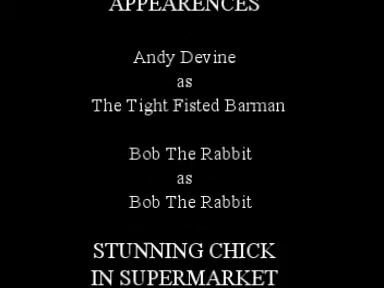 APPEARENCES
Andy Devine
as
The Tight Fisted Barman
Bob The Rabbit
as
Bob The Rabbit
STUNNING CHICK
IN SUPERMARKET